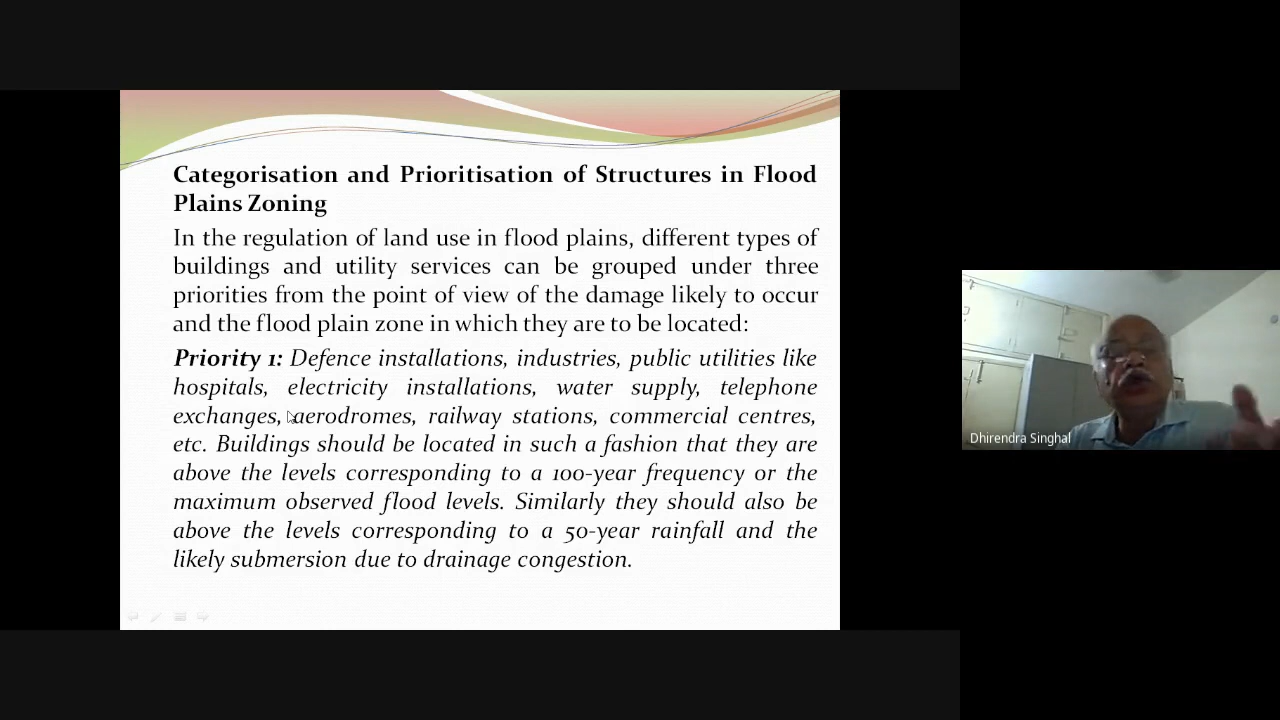 Categorisation and Prioritisation of Structures in Flood
Plains Zoning
In the regulation of land use in flood plains, different types of
buildings and utility services can be grouped under three
priorities from the point of view of the damage likely to occur
and the flood plain zone in which they are to be located:
Priority 1: Defence installations, industries, public utilities like
hospitals, electricity installations, water supply, telephone
exchanges, aerodromes, railway stations, commercial centres,
etc. Buildings should be located in such a fashion that they are
above the levels corresponding to a 100-year frequency or the
maximum observed flood levels. Similarly they should also be
above the levels corresponding to a 50-year rainfall and the
likely submersion due to drainage congestion.
Dhirendra Singhal